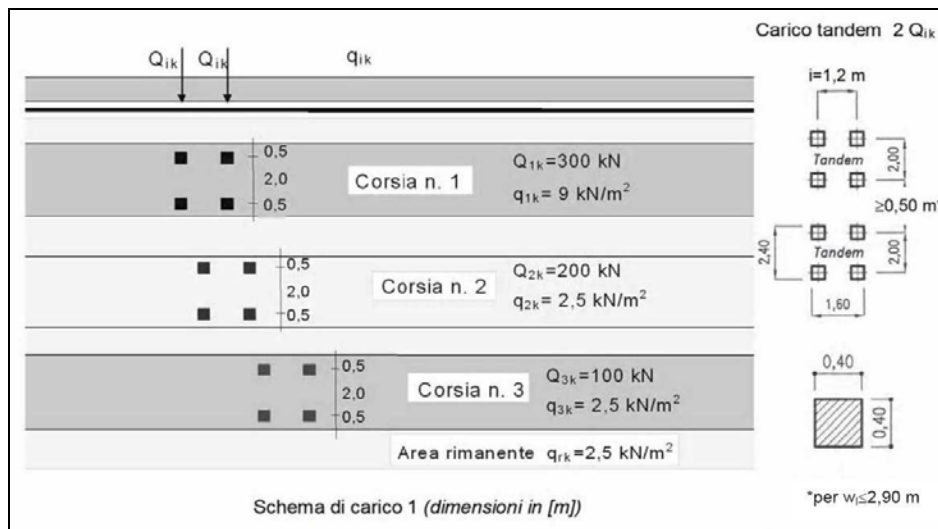 Carico tandem 2 Qik
Qik Qik qik
i=1,2 m
0,5
2,0
0,5
Corsia n. 1
Q1k=300 kN
q1k= 9 kN/m²
Tandem
2,00
≥0,50 m*
0,5
2,0
0,5
Corsia n. 2
Q2k=200 kN
q2k= 2,5 kN/m²
2,40
Tandem
2,00
1,60
0,5
2,0
0,5
Corsia n. 3
Q3k=100 kN
q3k= 2,5 kN/m²
0,40
0,40
Area rimanente qrk=2,5 kN/m²
Schema di carico 1 (dimensioni in [m])
*per wl≤2,90 m